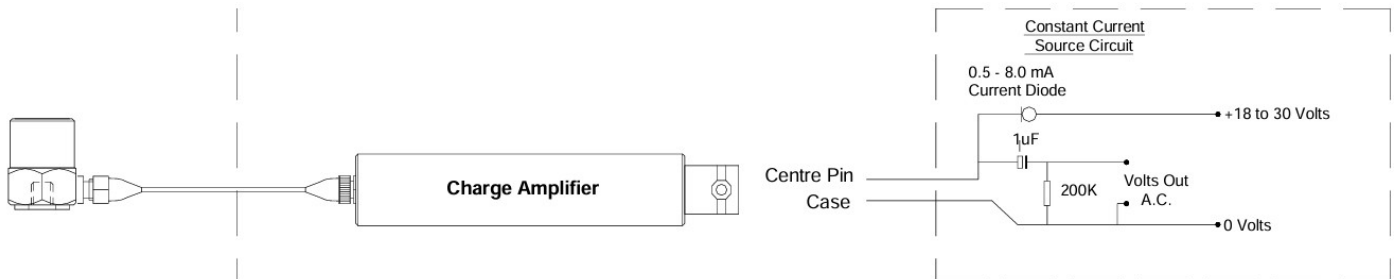 Constant Current
Source Circuit
0.5 - 8.0 mA
Current Diode
+18 to 30 Volts
1uF
Charge Amplifier
Centre Pin
Case
200K
Volts Out
A.C.
0 Volts